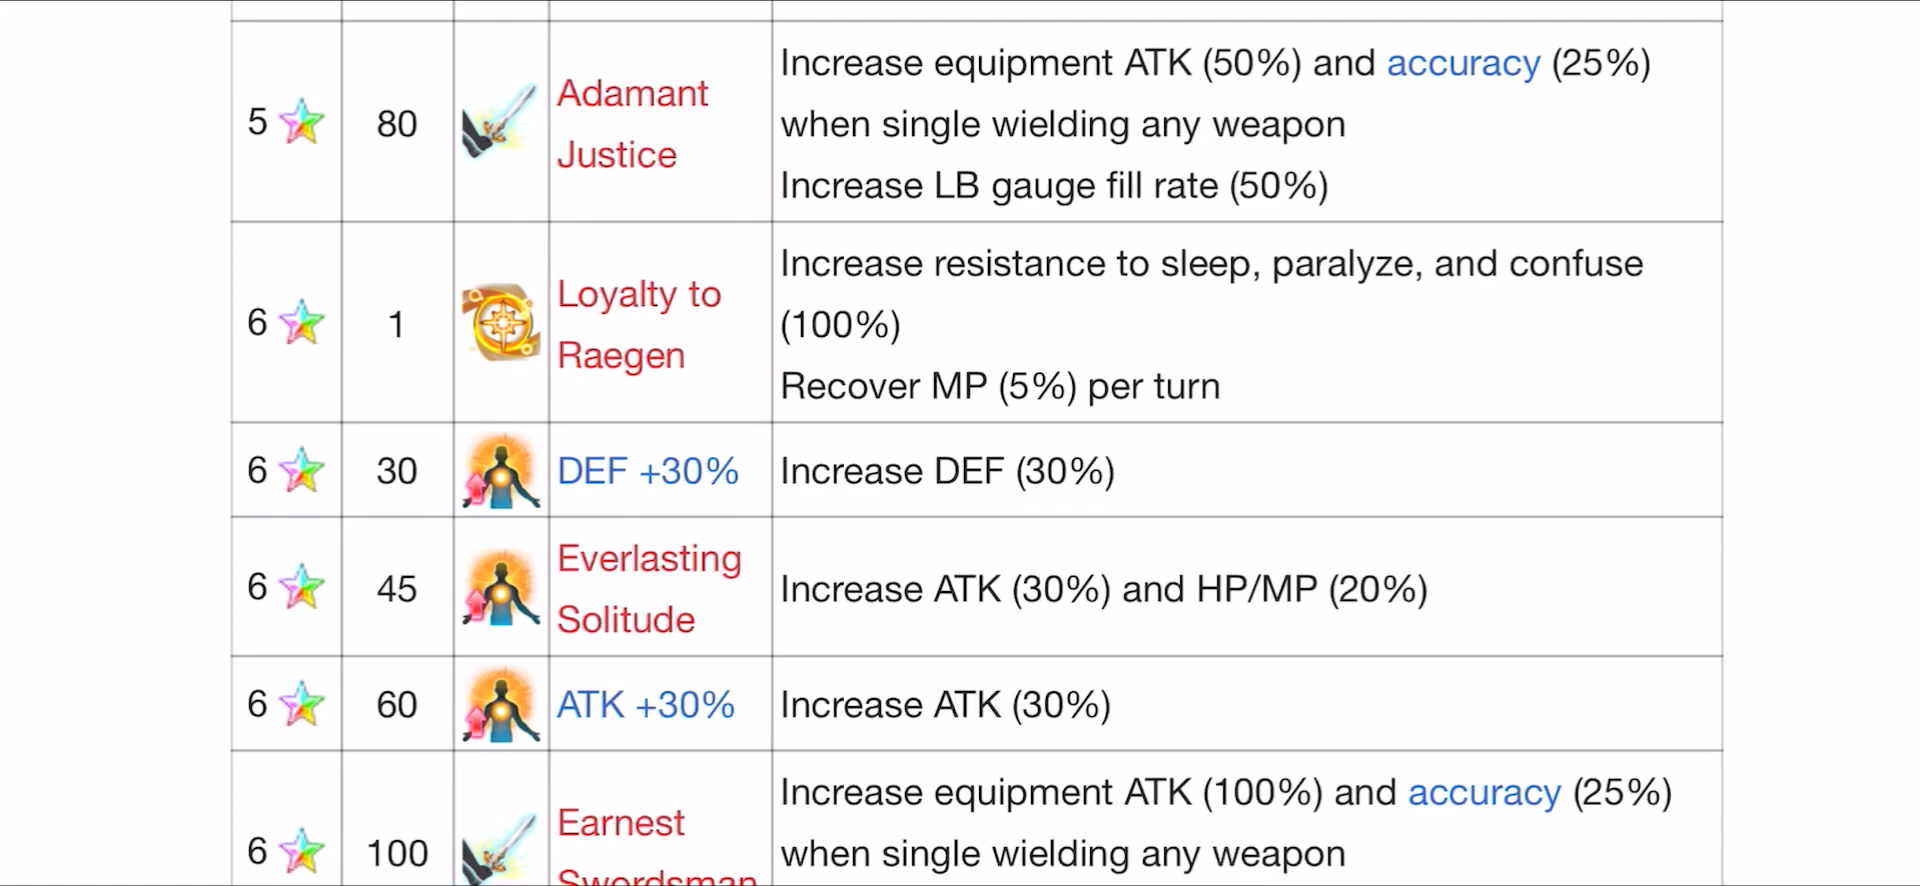 5 80 Adamant Justice Increase equipment ATK (50%) and accuracy (25%)
when single wielding any weapon
Increase LB gauge fill rate (50%)
6 1 Loyalty to Raegen Increase resistance to sleep, paralyze, and confuse
(100%)
Recover MP (5%) per turn
6 30 DEF +30% Increase DEF (30%)
6 45 Everlasting Solitude Increase ATK (30%) and HP/MP (20%)
6 60 ATK +30% Increase ATK (30%)
6 100 Earnest Swordsman Increase equipment ATK (100%) and accuracy (25%)
when single wielding any weapon